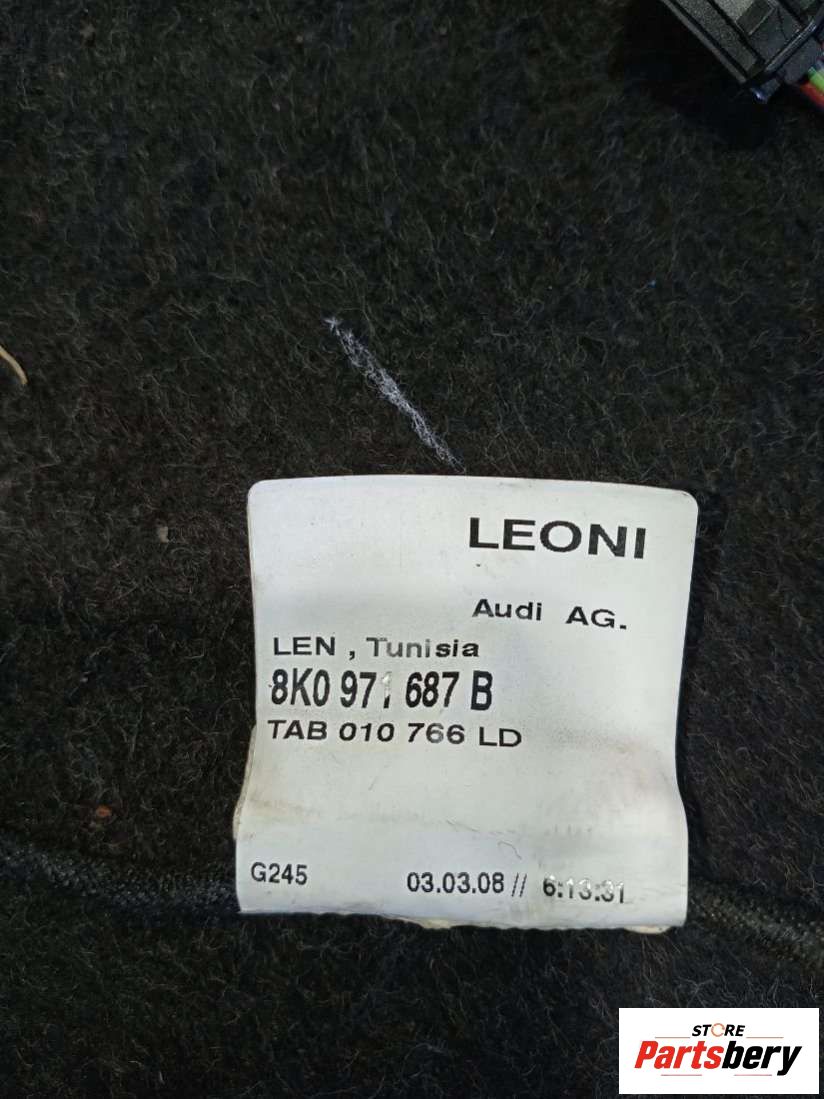 LEONI
Audi AG.
LEN , Tunisia
8K0 971 687 B
TAB 010 766 LD
G245 03.03.08 // 6:13:31
STORE
Partsbery